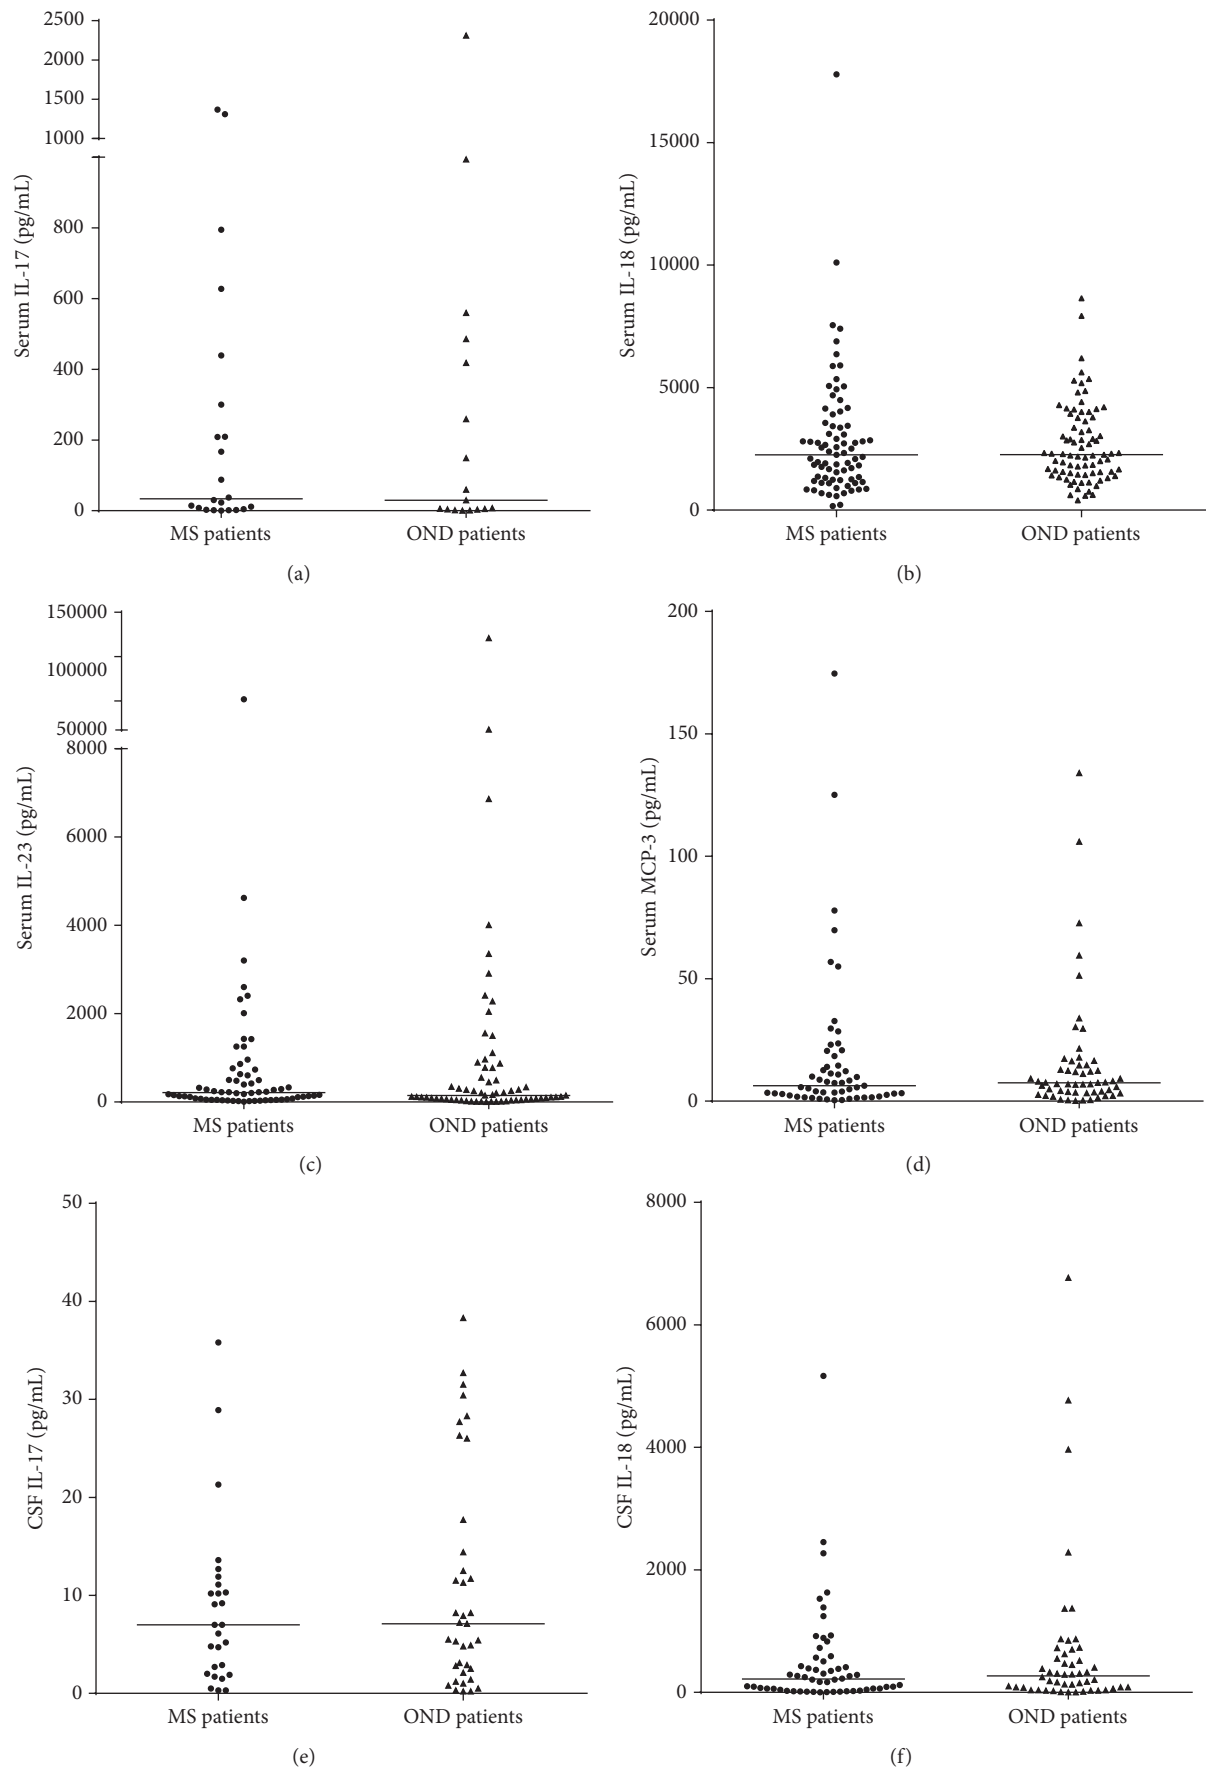 2500
2000
1500
1000
800
600
400
200
0
Serum IL-17 (pg/mL)
MS patients
OND patients
(a)
20000
15000
10000
5000
0
Serum IL-18 (pg/mL)
MS patients
OND patients
(b)
150000
100000
50000
8000
6000
4000
2000
0
Serum IL-23 (pg/mL)
MS patients
OND patients
(c)
200
150
100
50
0
Serum MCP-3 (pg/mL)
MS patients
OND patients
(d)
50
40
30
20
10
0
CSF IL-17 (pg/mL)
MS patients
OND patients
(e)
8000
6000
4000
2000
0
CSF IL-18 (pg/mL)
MS patients
OND patients
(f)